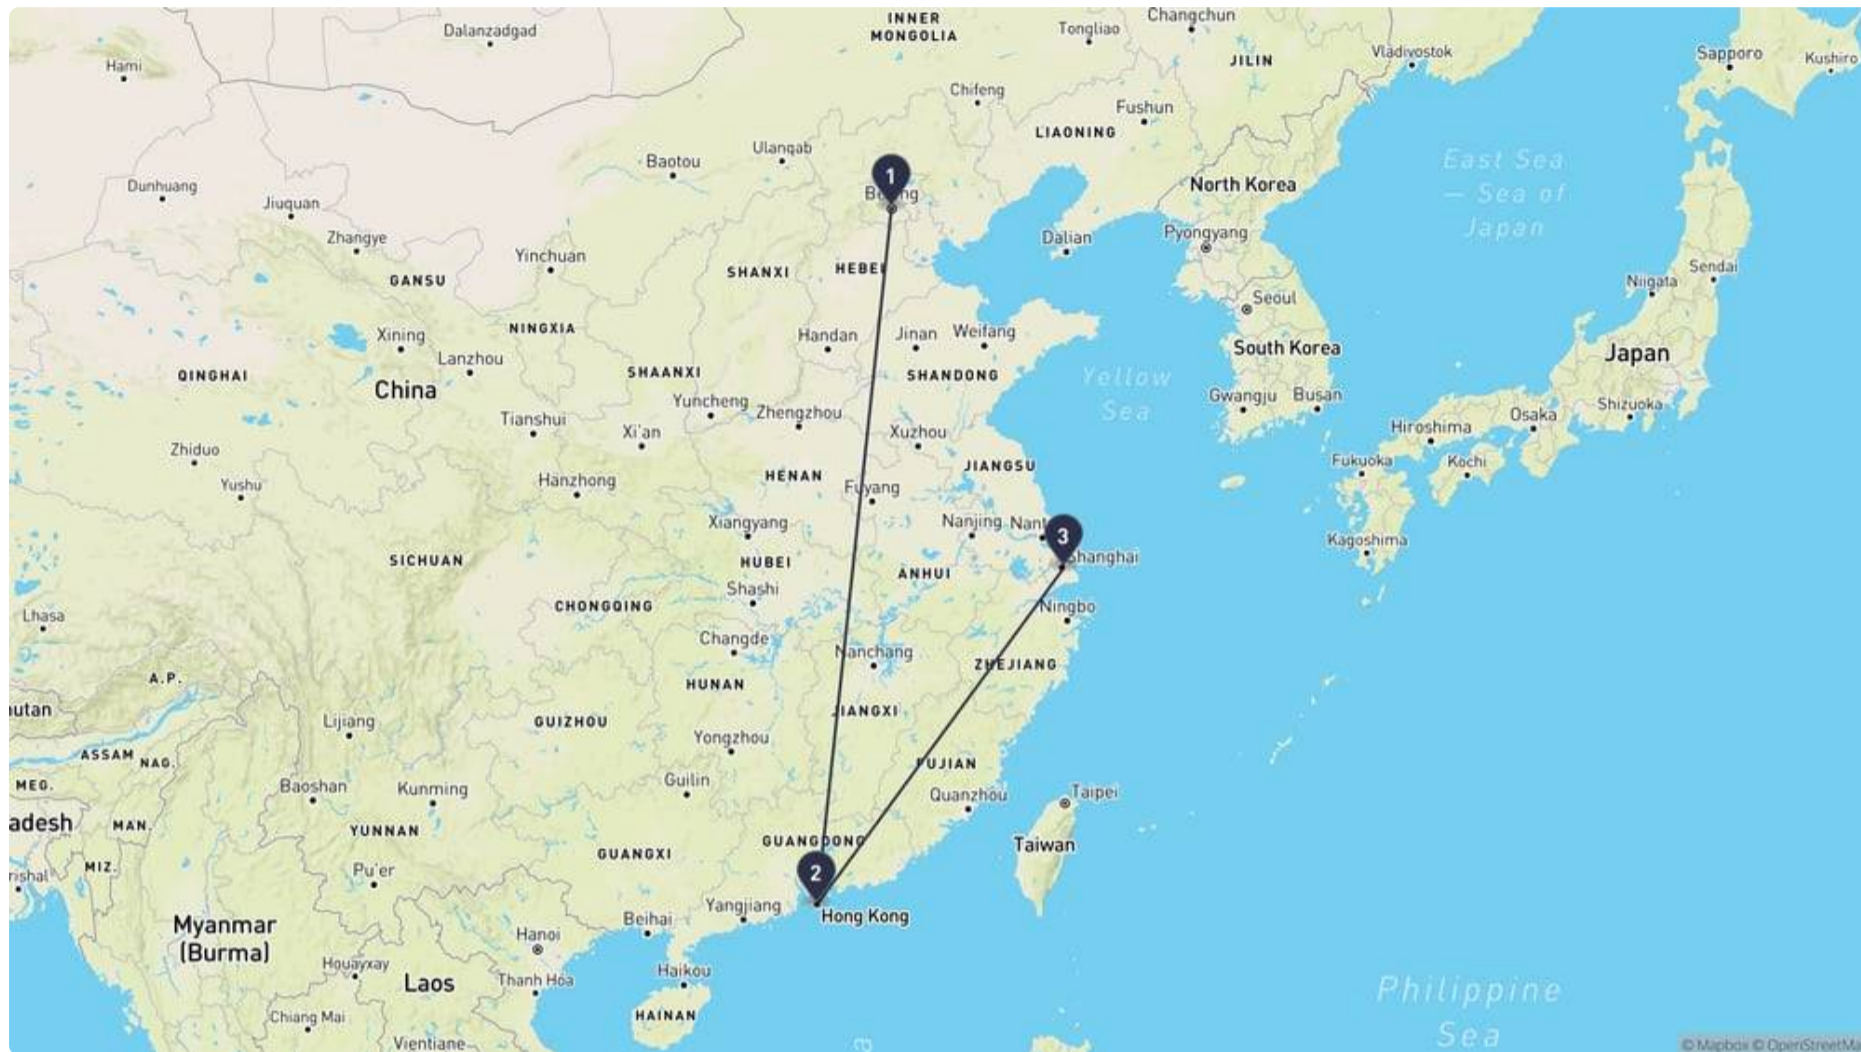 Dalanzadgad
INNER
MONGOLIA
Tongliao
Changchun
JILIN
Vladivostok
Sapporo
Kushiro
Hami
Chifeng
Fushun
LIAONING
Ulanqab
Baotou
1
East Sea
— Sea of
Japan
Dunhuang
Jiuquan
North Korea
Zhangye
Pyongyang
Dalian
Yinchuan
GANSU
SHANXI
HEBEI
Sendai
Niigata
Seoul
Xining
NINGXIA
Handan
Jinan
Weifang
South Korea
Japan
Lanzhou
QINGHAI
China
SHAANXI
SHANDONG
Yellow
Sea
Yuncheng
Zhengzhou
Gwangju
Busan
Shizuoka
Osaka
Tianshui
Xi'an
Xuzhou
Hiroshima
Zhiduo
Fukuoka
Kochi
JIANGSU
HENAN
Yushu
Hanzhong
Fuyang
Xiangyang
Nanjing
Nant
3
Kagoshima
SICHUAN
HUBEI
ANHUI
Shanghai
Shashi
CHONGQING
Ningbo
Lhasa
Changde
Nanchang
ZHEJIANG
A.P.
HUNAN
utan
Lijiang
GUIZHOU
JIANGXI
Yongzhou
ASSAM
NAG.
FUJIAN
MEG.
Baoshan
Kunming
Guilin
Quanzhou
Taipei
adesh
MAN.
YUNNAN
GUANGDONG
Taiwan
GUANGXI
MIZ.
rishal
Pu'er
2
Yangjiang
Hong Kong
Beihai
Myanmar
(Burma)
Hanoi
Houayxay
Laos
Thanh Hóa
Haikou
Philippine
Sea
HAINAN
Chiang Mai
Vientiane
a
© Mapbox © OpenStreetMa